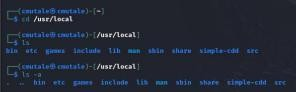 ┌──(cmutale㉿cmutale)-[~]
└─$ cd /usr/local
┌──(cmutale㉿cmutale)-[/usr/local]
└─$ ls
bin etc games include lib man sbin share simple-cdd src
┌──(cmutale㉿cmutale)-[/usr/local]
└─$ ls -a
. .. bin etc games include lib man sbin share simple-cdd src